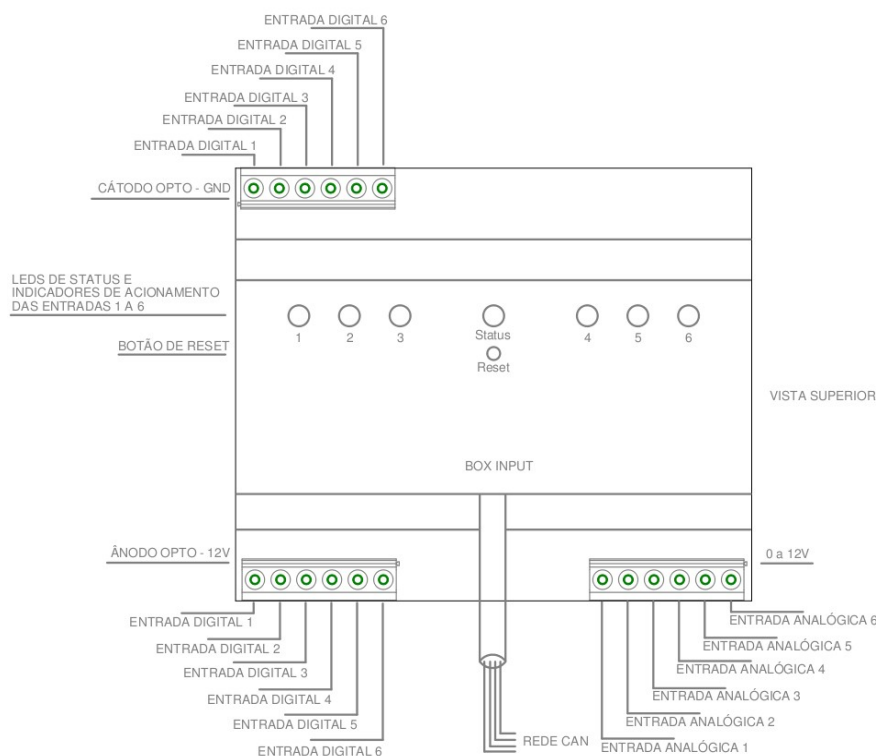 ENTRADA DIGITAL 6
ENTRADA DIGITAL 5
ENTRADA DIGITAL 4
ENTRADA DIGITAL 3
ENTRADA DIGITAL 2
ENTRADA DIGITAL 1
CÁTODO OPTO - GND
LEDS DE STATUS E
INDICADORES DE ACIONAMENTO
DAS ENTRADAS 1 A 6
1 2 3 Status 4 5 6
BOTÃO DE RESET
Reset
VISTA SUPERIOR
BOX INPUT
ÂNODO OPTO - 12V
0 a 12V
ENTRADA DIGITAL 1
ENTRADA DIGITAL 2
ENTRADA DIGITAL 3
ENTRADA DIGITAL 4
ENTRADA DIGITAL 5
ENTRADA DIGITAL 6
REDE CAN
ENTRADA ANALÓGICA 6
ENTRADA ANALÓGICA 5
ENTRADA ANALÓGICA 4
ENTRADA ANALÓGICA 3
ENTRADA ANALÓGICA 2
ENTRADA ANALÓGICA 1